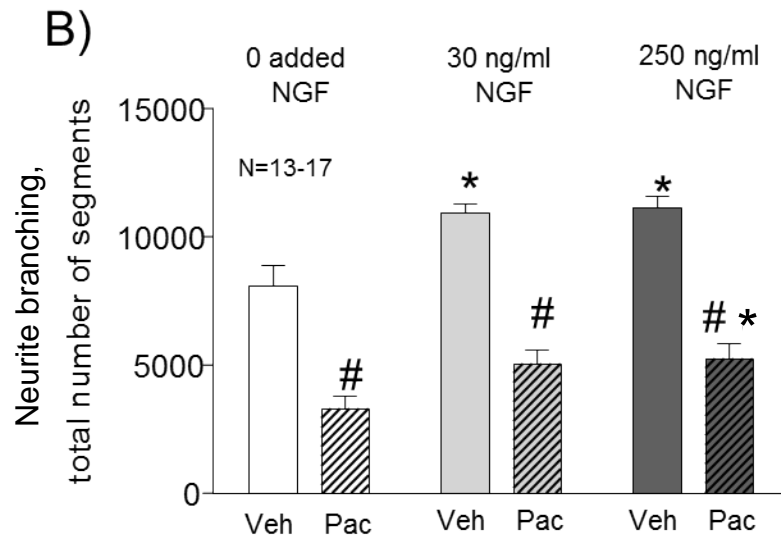 B)
0 added
NGF
30 ng/ml
NGF
250 ng/ml
NGF
Neurite branching,
total number of segments
15000
10000
5000
0
N=13-17
*
*
#
#
# *
Veh
Pac
Veh
Pac
Veh
Pac